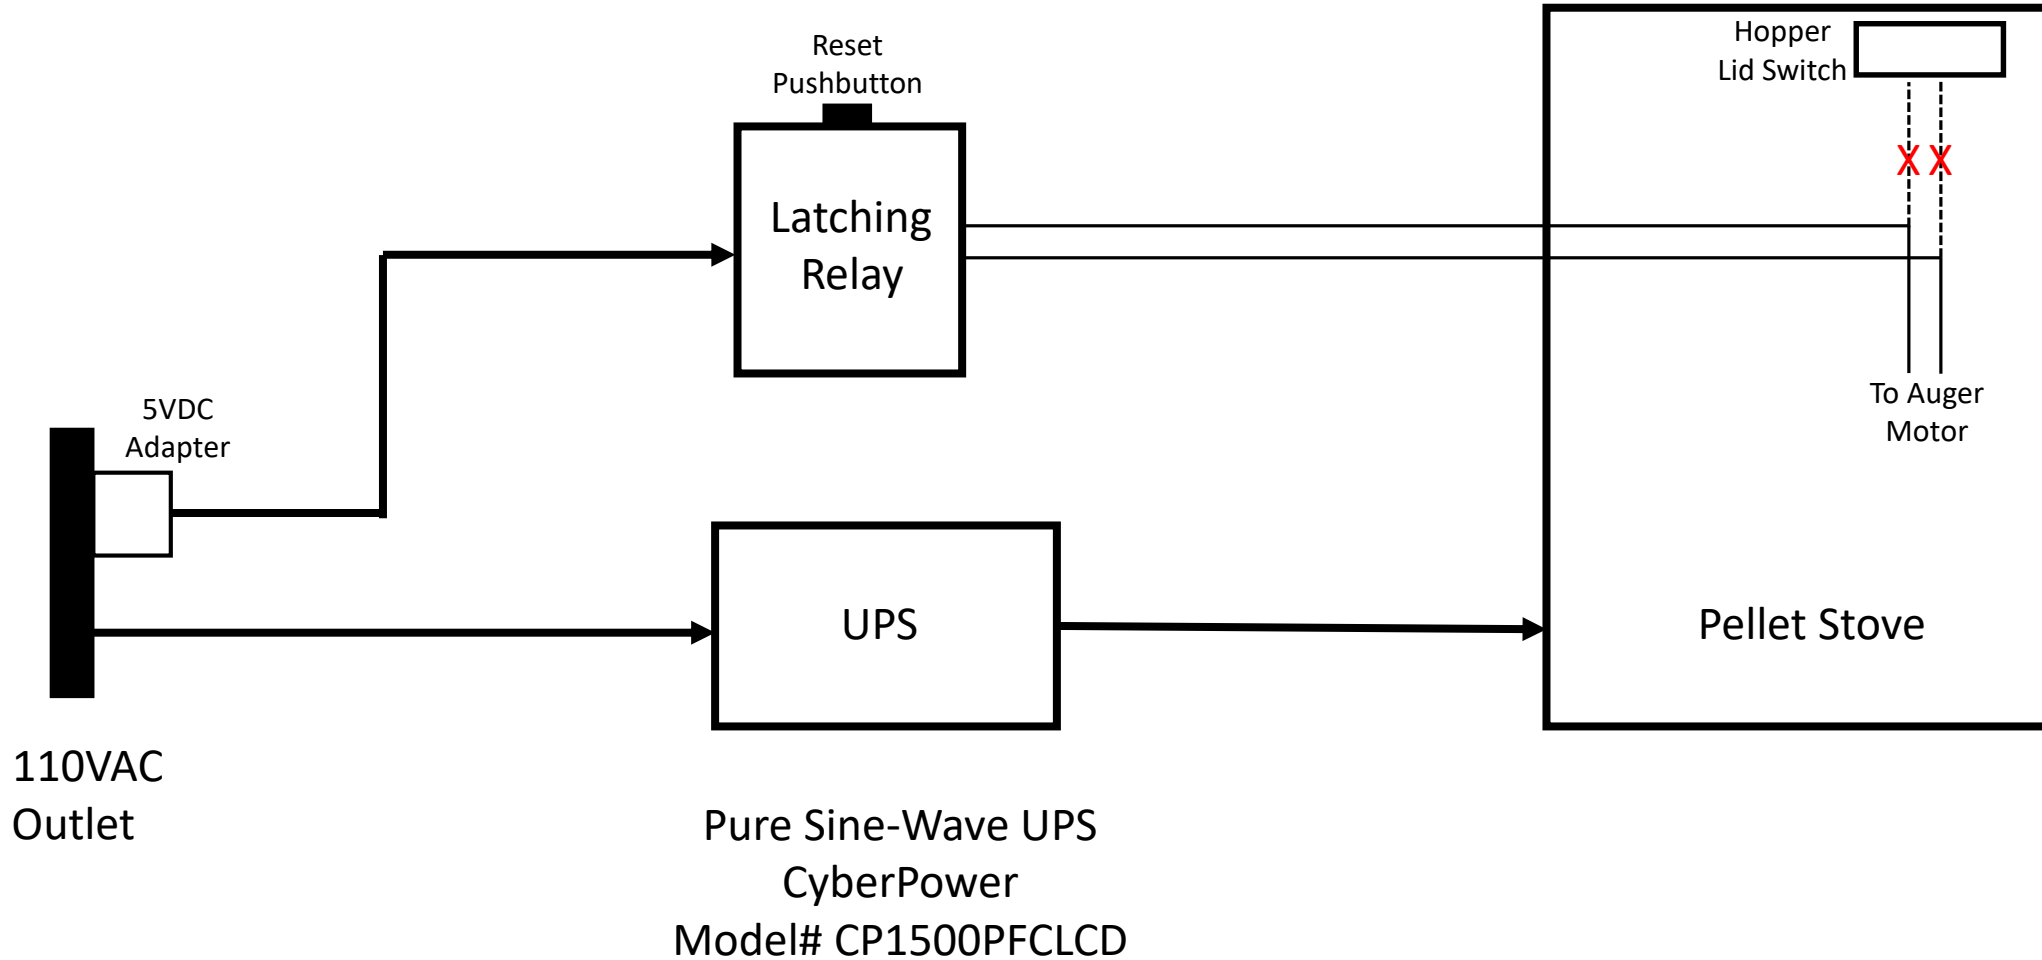 Hopper
Lid Switch
Reset
Pushbutton
X X
Latching
Relay
To Auger
Motor
5VDC
Adapter
UPS
Pellet Stove
110VAC
Outlet
Pure Sine-Wave UPS
CyberPower
Model# CP1500PFCLCD